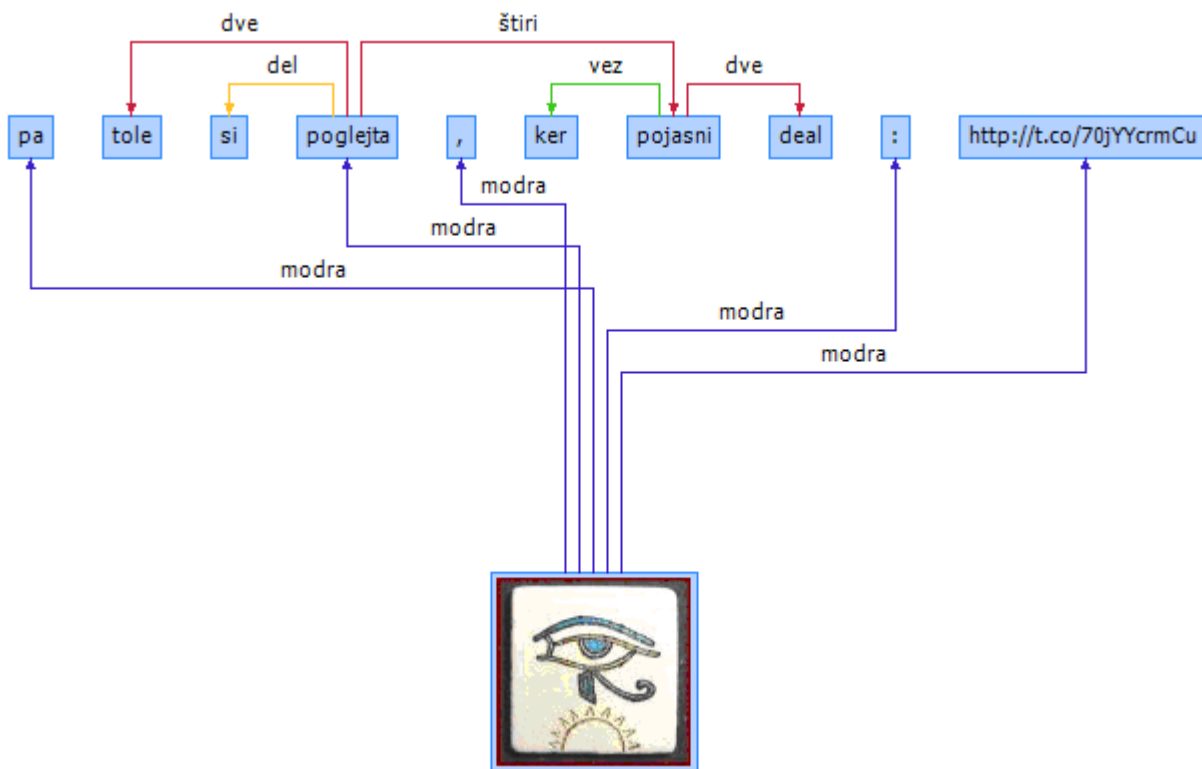 dve štiri
del vez dve
pa tole si poglejta , ker pojasni deal : http://t.co/70jYYcrmCu
modra
modra
modra
modra
modra